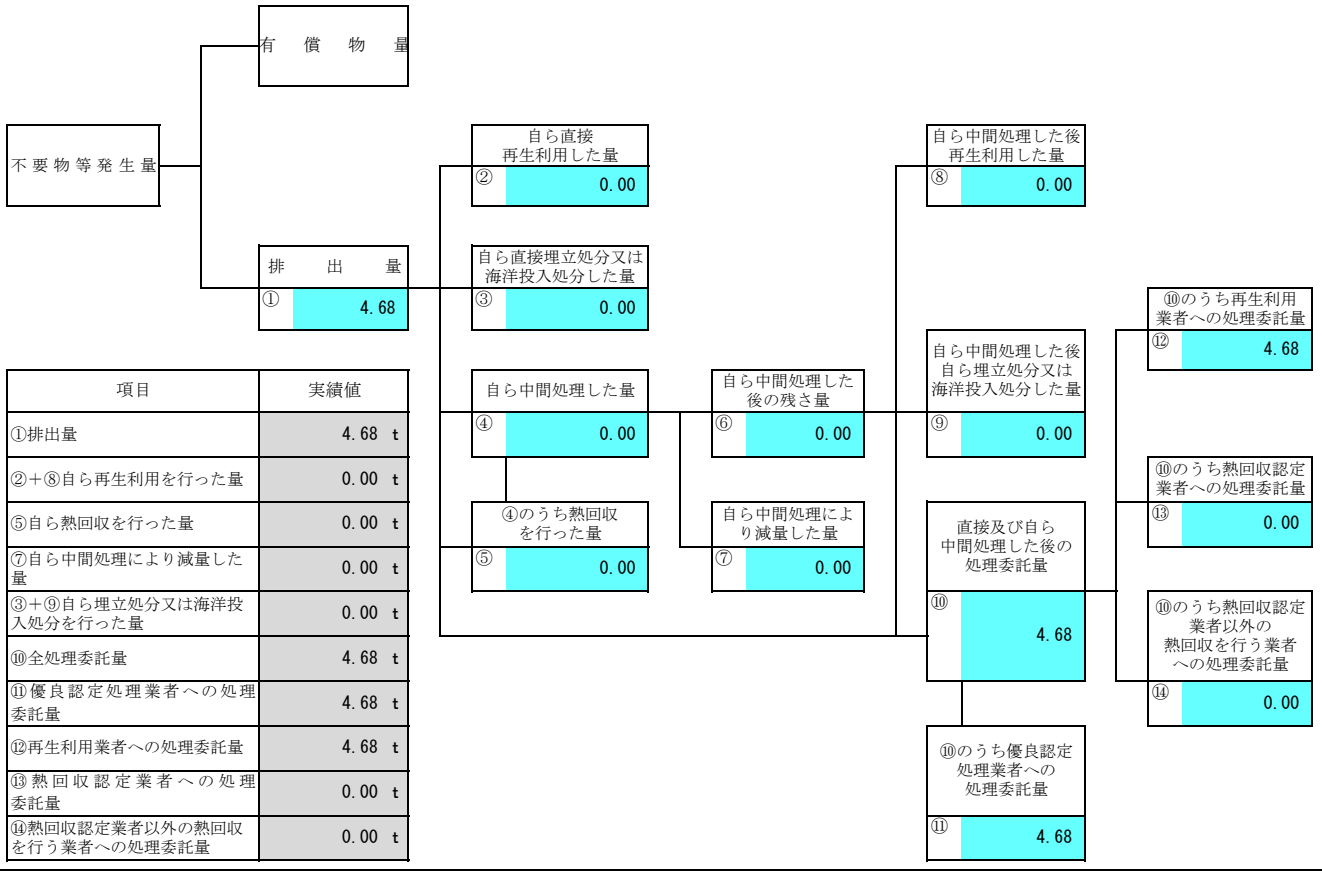 有償物量
不要物等発生量
排出量
① 4.68
自ら直接
再生利用した量
② 0.00
自ら直接埋立処分又は
海洋投入処分した量
③ 0.00
自ら中間処理した量
④ 0.00
④のうち熱回収
を行った量
⑤ 0.00
自ら中間処理した
後の残さ量
⑥ 0.00
自ら中間処理によ
り減量した量
⑦ 0.00
自ら中間処理した後
再生利用した量
⑧ 0.00
自ら中間処理した後
自ら埋立処分又は
海洋投入処分した量
⑨ 0.00
直接及び自ら
中間処理した後の
処理委託量
⑩ 4.68
⑩のうち優良認定
処理業者への
処理委託量
⑪ 4.68
⑩のうち再生利用
業者への処理委託量
⑫ 4.68
⑩のうち熱回収認定
業者への処理委託量
⑬ 0.00
⑩のうち熱回収認定
業者以外の
熱回収を行う業者
への処理委託量
⑭ 0.00
項目 実績値
①排出量 4.68 t
②+⑧自ら再生利用を行った量 0.00 t
⑤自ら熱回収を行った量 0.00 t
⑦自ら中間処理により減量した
量 0.00 t
③+⑨自ら埋立処分又は海洋投
入処分を行った量 0.00 t
⑩全処理委託量 4.68 t
⑪優良認定処理業者への処理
委託量 4.68 t
⑫再生利用業者への処理委託量 4.68 t
⑬熱回収認定業者への処理
委託量 0.00 t
⑭熱回収認定業者以外の熱回収
を行う業者への処理委託量 0.00 t